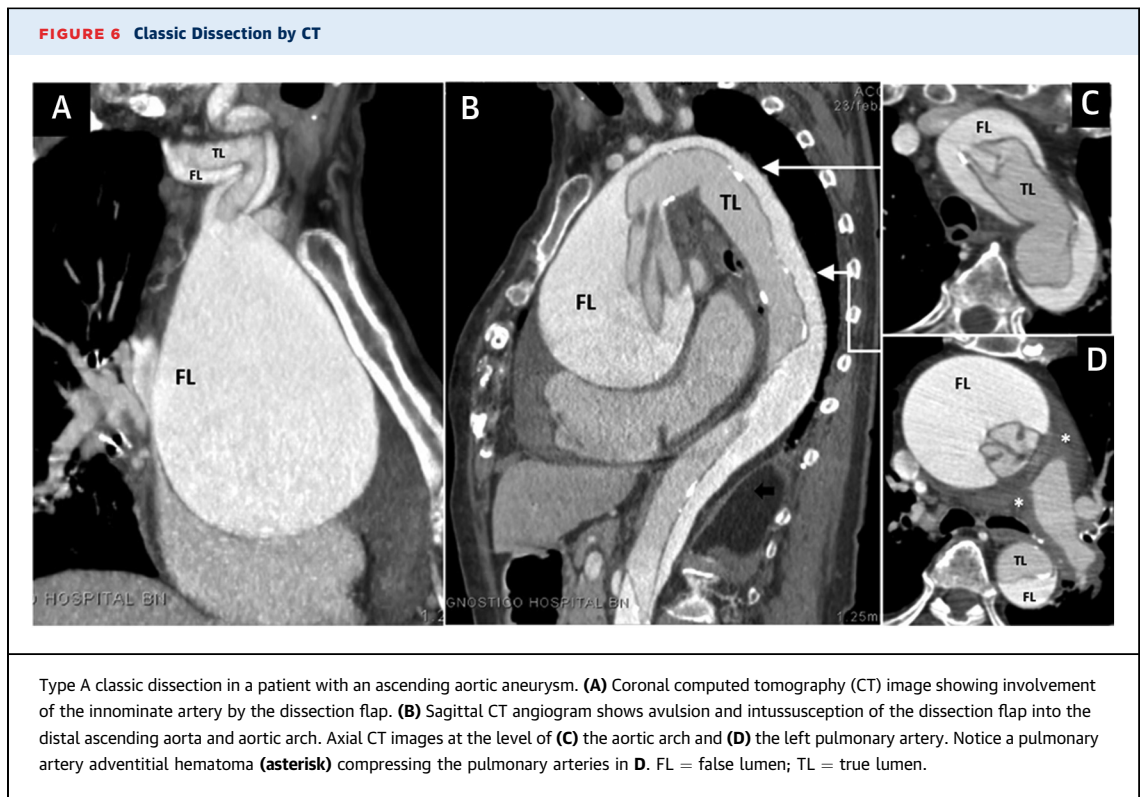 FIGURE 6 Classic Dissection by CT
A
TL
FL
FL
HOSPITAL BN
1.2
B
ACC
23/feb/
TL
FL
GNOSTICO HOSPITAL BN
1.25m
C
FL
TL
D
FL
*
*
TL
FL
Type A classic dissection in a patient with an ascending aortic aneurysm. (A) Coronal computed tomography (CT) image showing involvement
of the innominate artery by the dissection flap. (B) Sagittal CT angiogram shows avulsion and intussusception of the dissection flap into the
distal ascending aorta and aortic arch. Axial CT images at the level of (C) the aortic arch and (D) the left pulmonary artery. Notice a pulmonary
artery adventitial hematoma (asterisk) compressing the pulmonary arteries in D. FL = false lumen; TL = true lumen.